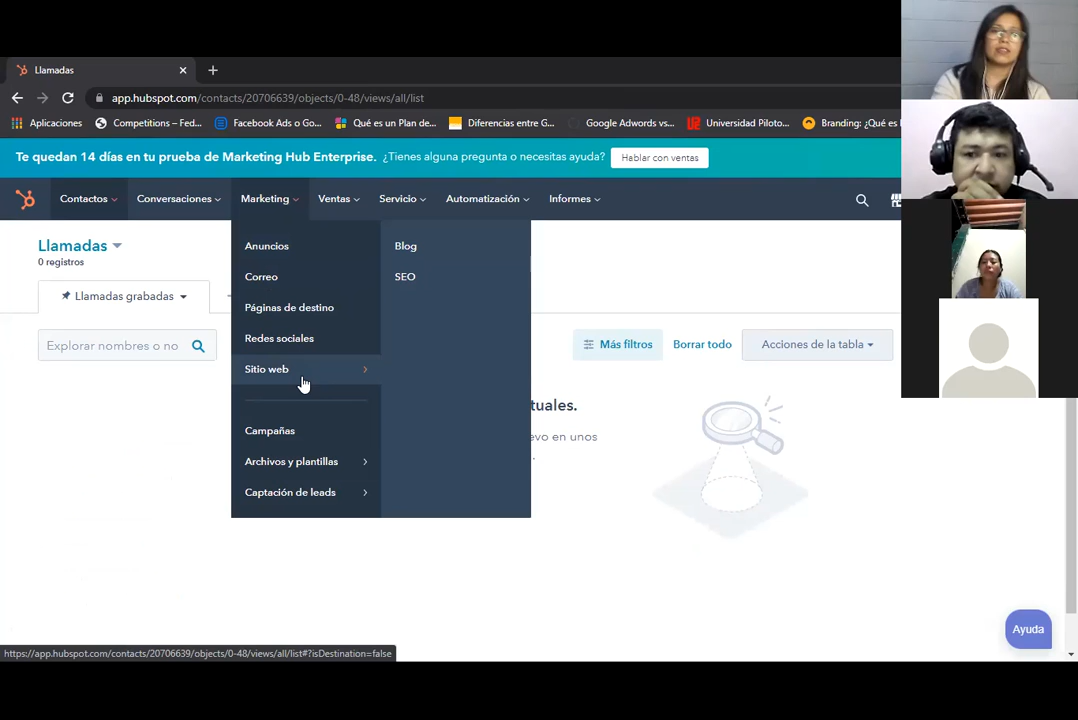 Llamadas
app.hubspot.com/contacts/20706639/objects/0-48/views/all/list
Aplicaciones
Competitions – Fed...
Facebook Ads o Go...
Qué es un Plan de...
Diferencias entre G...
Google Adwords vs...
Universidad Piloto...
Branding: ¿Qué es
Te quedan 14 días en tu prueba de Marketing Hub Enterprise. ¿Tienes alguna pregunta o necesitas ayuda? Hablar con ventas
Contactos Conversaciones Marketing Ventas Servicio Automatización Informes
Llamadas
0 registros
Llamadas grabadas
Explorar nombres o no
Anuncios
Correo
Páginas de destino
Redes sociales
Sitio web
Campañas
Archivos y plantillas
Captación de leads
Blog
SEO
Más filtros Borrar todo Acciones de la tabla
tuales.
evo en unos
Ayuda
https://app.hubspot.com/contacts/20706639/objects/0-48/views/all/list#?isDestination=false